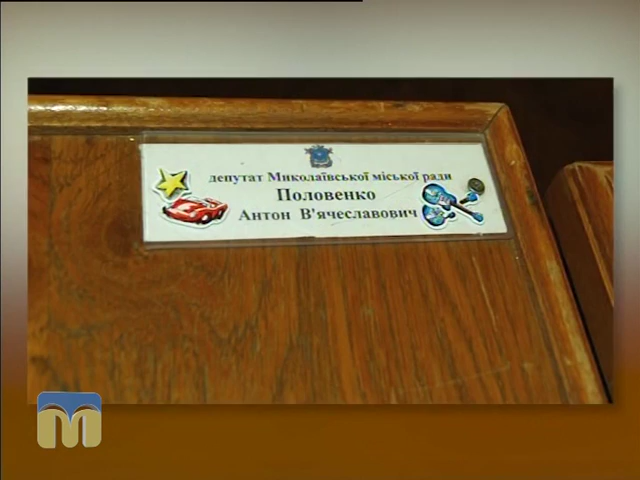 депутат Миколаївської міської ради
Половенко
Антон В'ячеславович
М